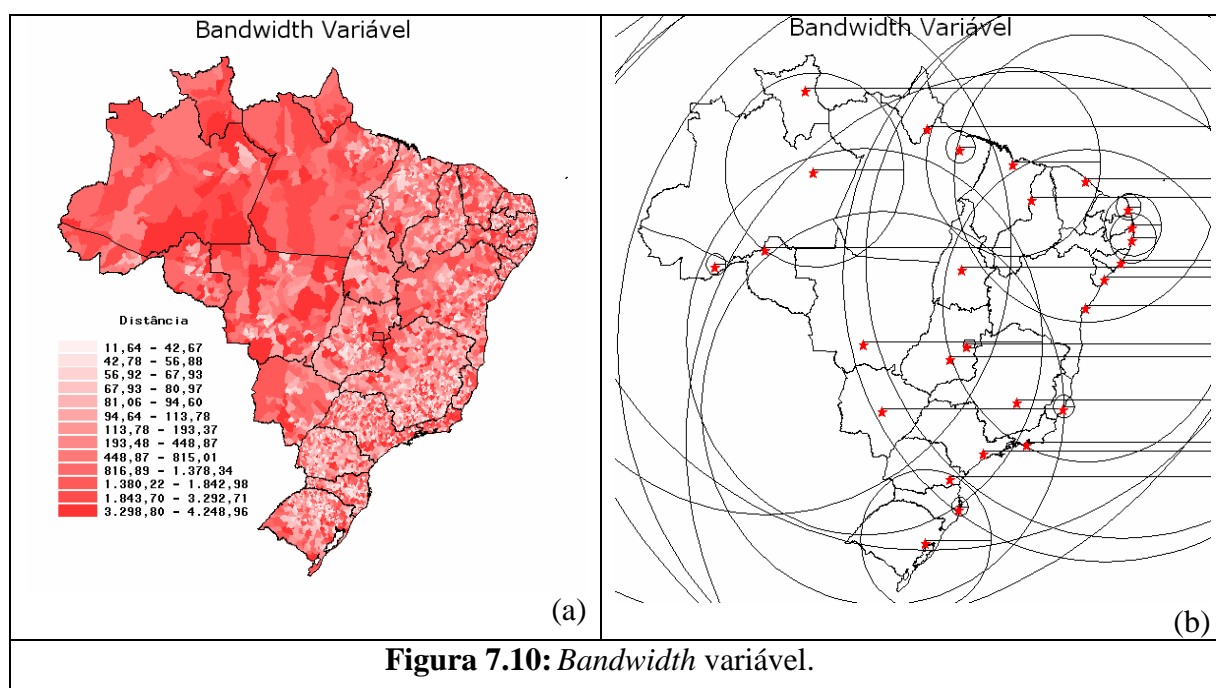 Bandwidth Variável
Distância
11,64 – 42,67
42,78 – 56,88
56,92 – 67,93
67,93 – 80,97
81,06 – 94,60
94,64 – 113,78
113,78 – 193,37
193,48 – 448,87
448,87 – 815,01
816,89 – 1.378,34
1.380,22 – 1.842,98
1.843,70 – 3.292,71
3.298,80 – 4.248,96
(a)
Bandwidth Variável
(b)
Figura 7.10: Bandwidth variável.